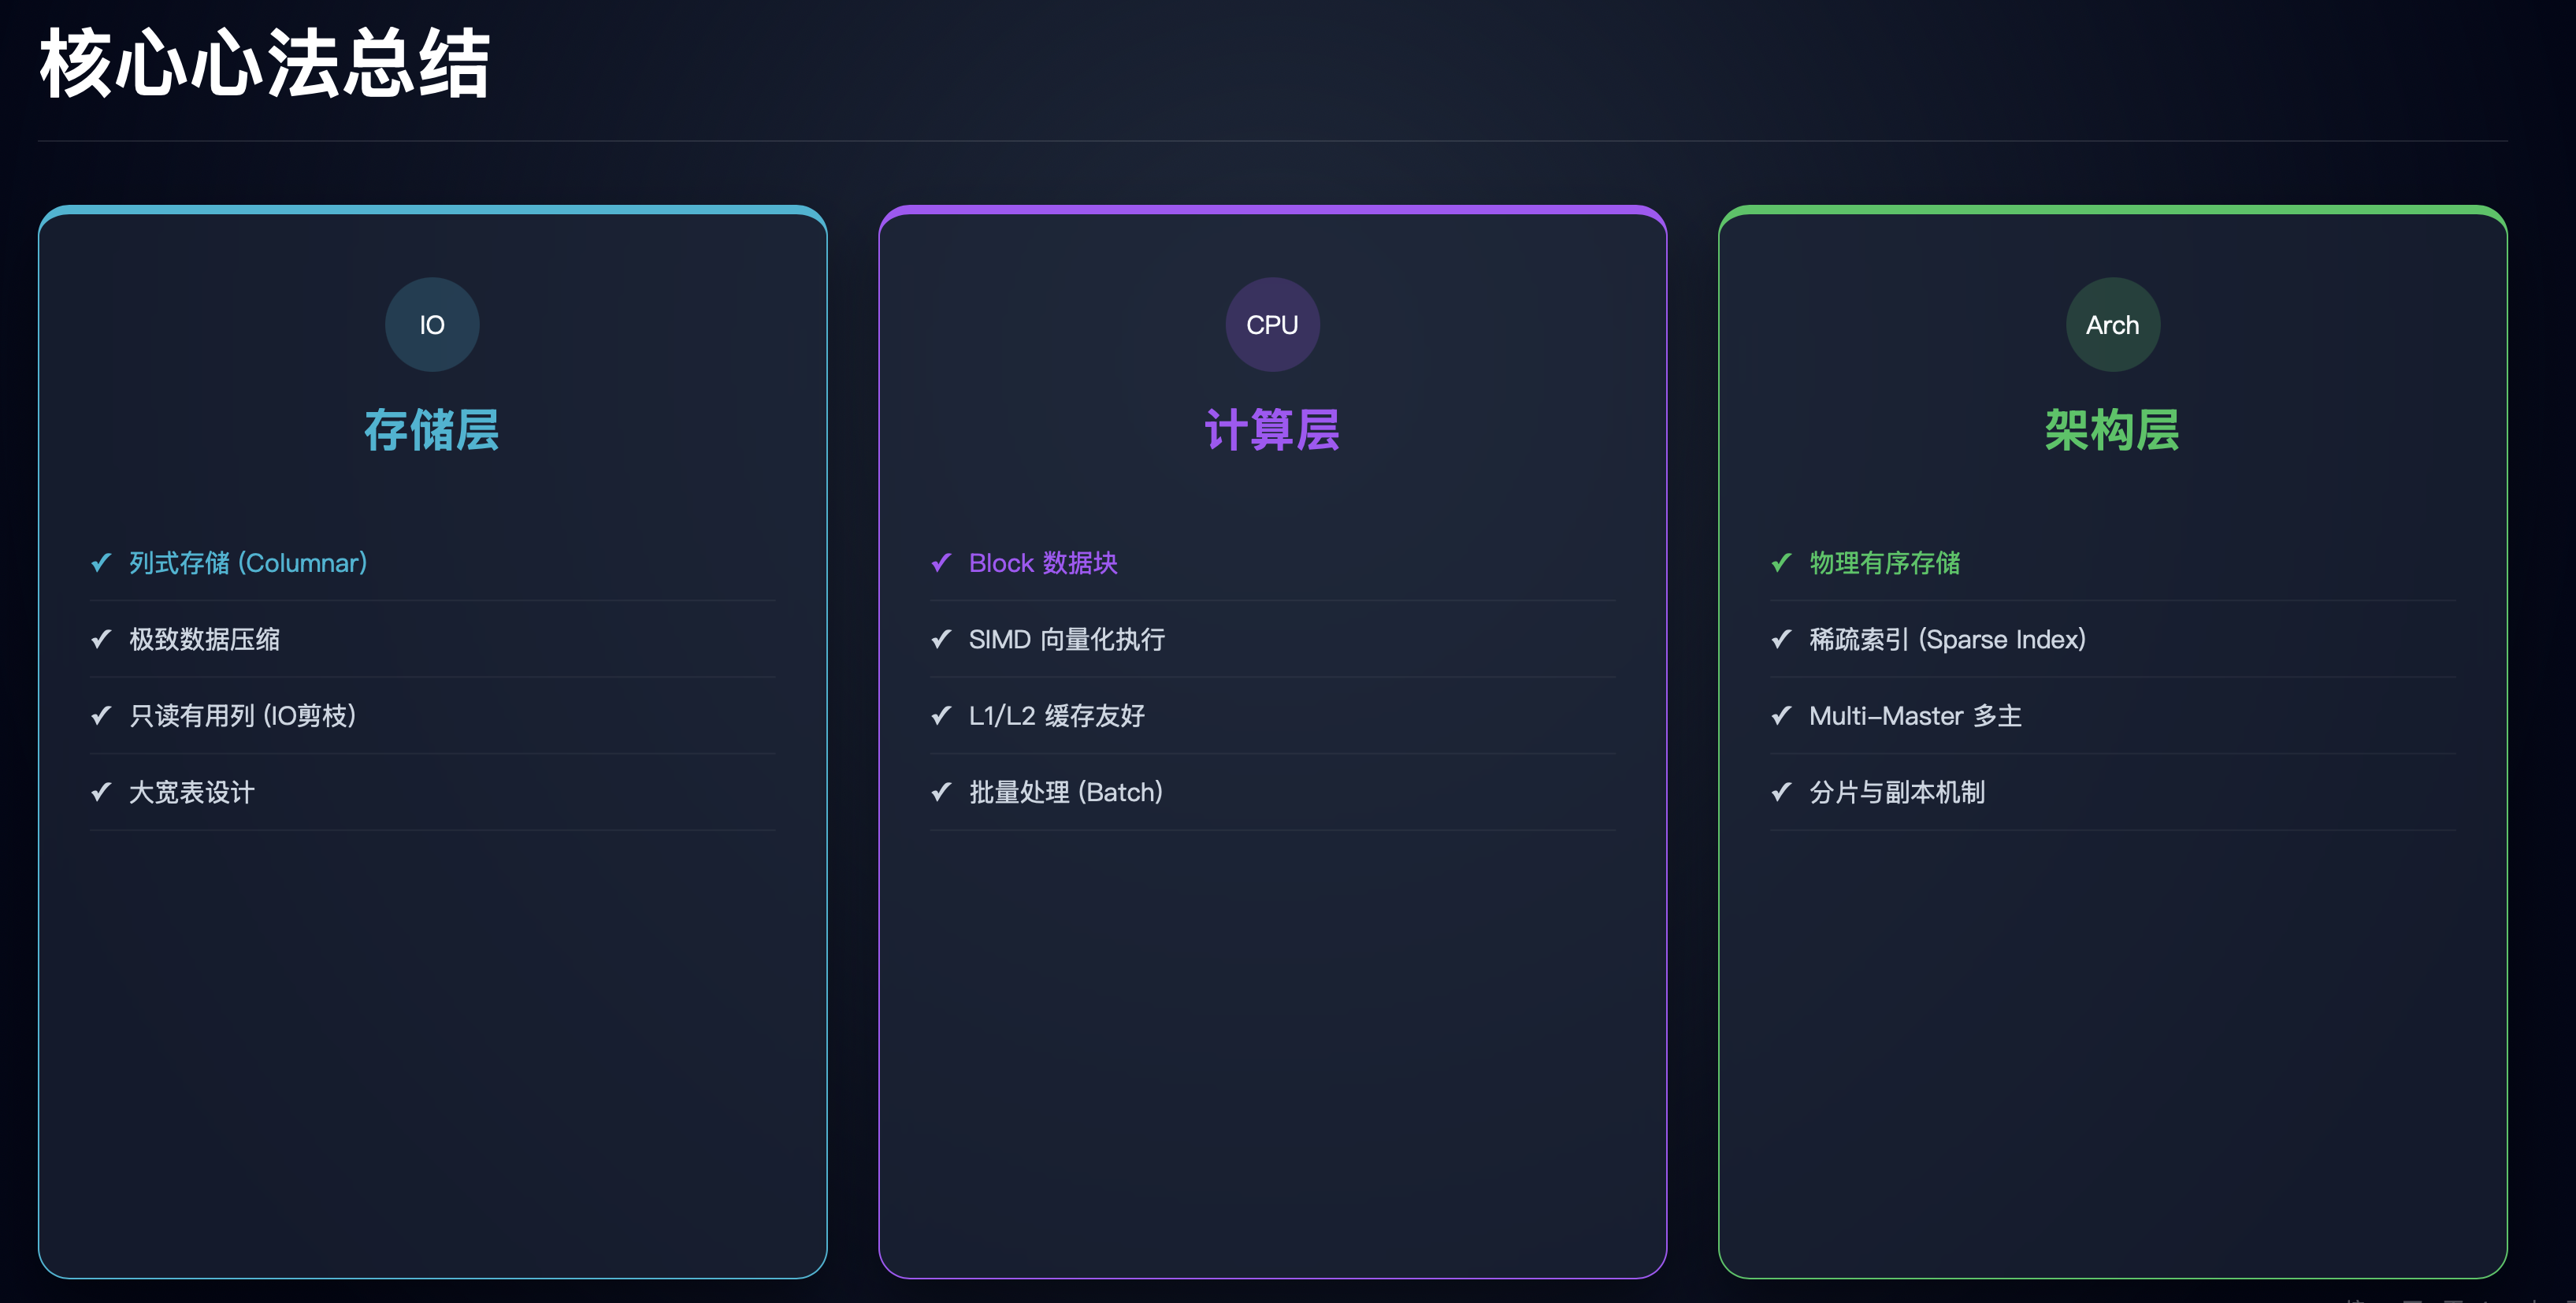 核心心法总结
IO
存储层
✓ 列式存储 (Columnar)
✓ 极致数据压缩
✓ 只读有用列 (IO剪枝)
✓ 大宽表设计
CPU
计算层
✓ Block 数据块
✓ SIMD 向量化执行
✓ L1/L2 缓存友好
✓ 批量处理 (Batch)
Arch
架构层
✓ 物理有序存储
✓ 稀疏索引 (Sparse Index)
✓ Multi-Master 多主
✓ 分片与副本机制